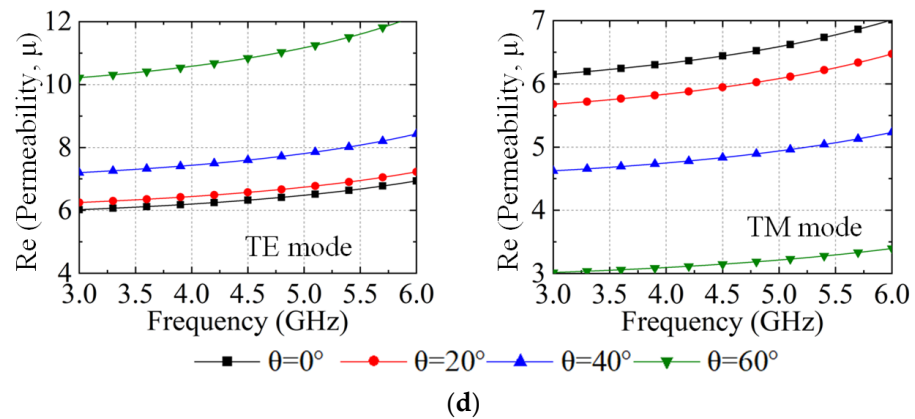 Re (Permeability, μ)
12
10
8
6
4
TE mode
3.0 3.5 4.0 4.5 5.0 5.5 6.0
Frequency (GHz)
Re (Permeability, μ)
7
6
5
4
3
TM mode
3.0 3.5 4.0 4.5 5.0 5.5 6.0
Frequency (GHz)
θ=0° θ=20° θ=40° θ=60°
(d)